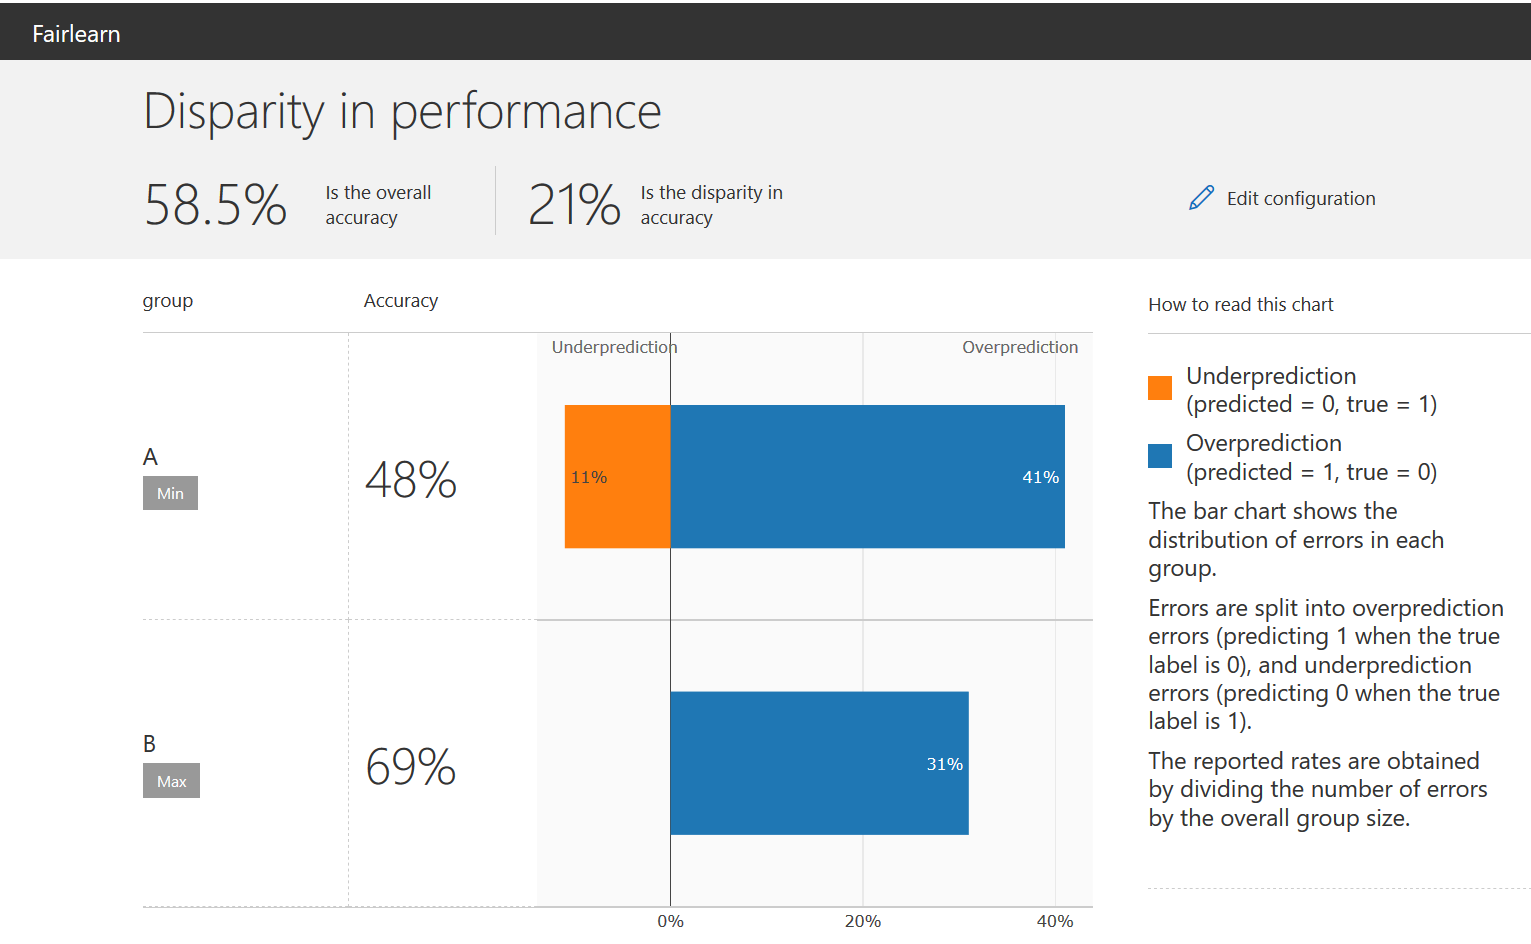 Fairlearn
Disparity in performance
58.5%
Is the overall
accuracy
21%
Is the disparity in
accuracy
Edit configuration
group
Accuracy
Underprediction
Overprediction
A
Min
48%
11%
41%
B
Max
69%
31%
0%
20%
40%
How to read this chart
Underprediction
(predicted = 0, true = 1)
Overprediction
(predicted = 1, true = 0)
The bar chart shows the
distribution of errors in each
group.
Errors are split into overprediction
errors (predicting 1 when the true
label is 0), and underprediction
errors (predicting 0 when the true
label is 1).
The reported rates are obtained
by dividing the number of errors
by the overall group size.